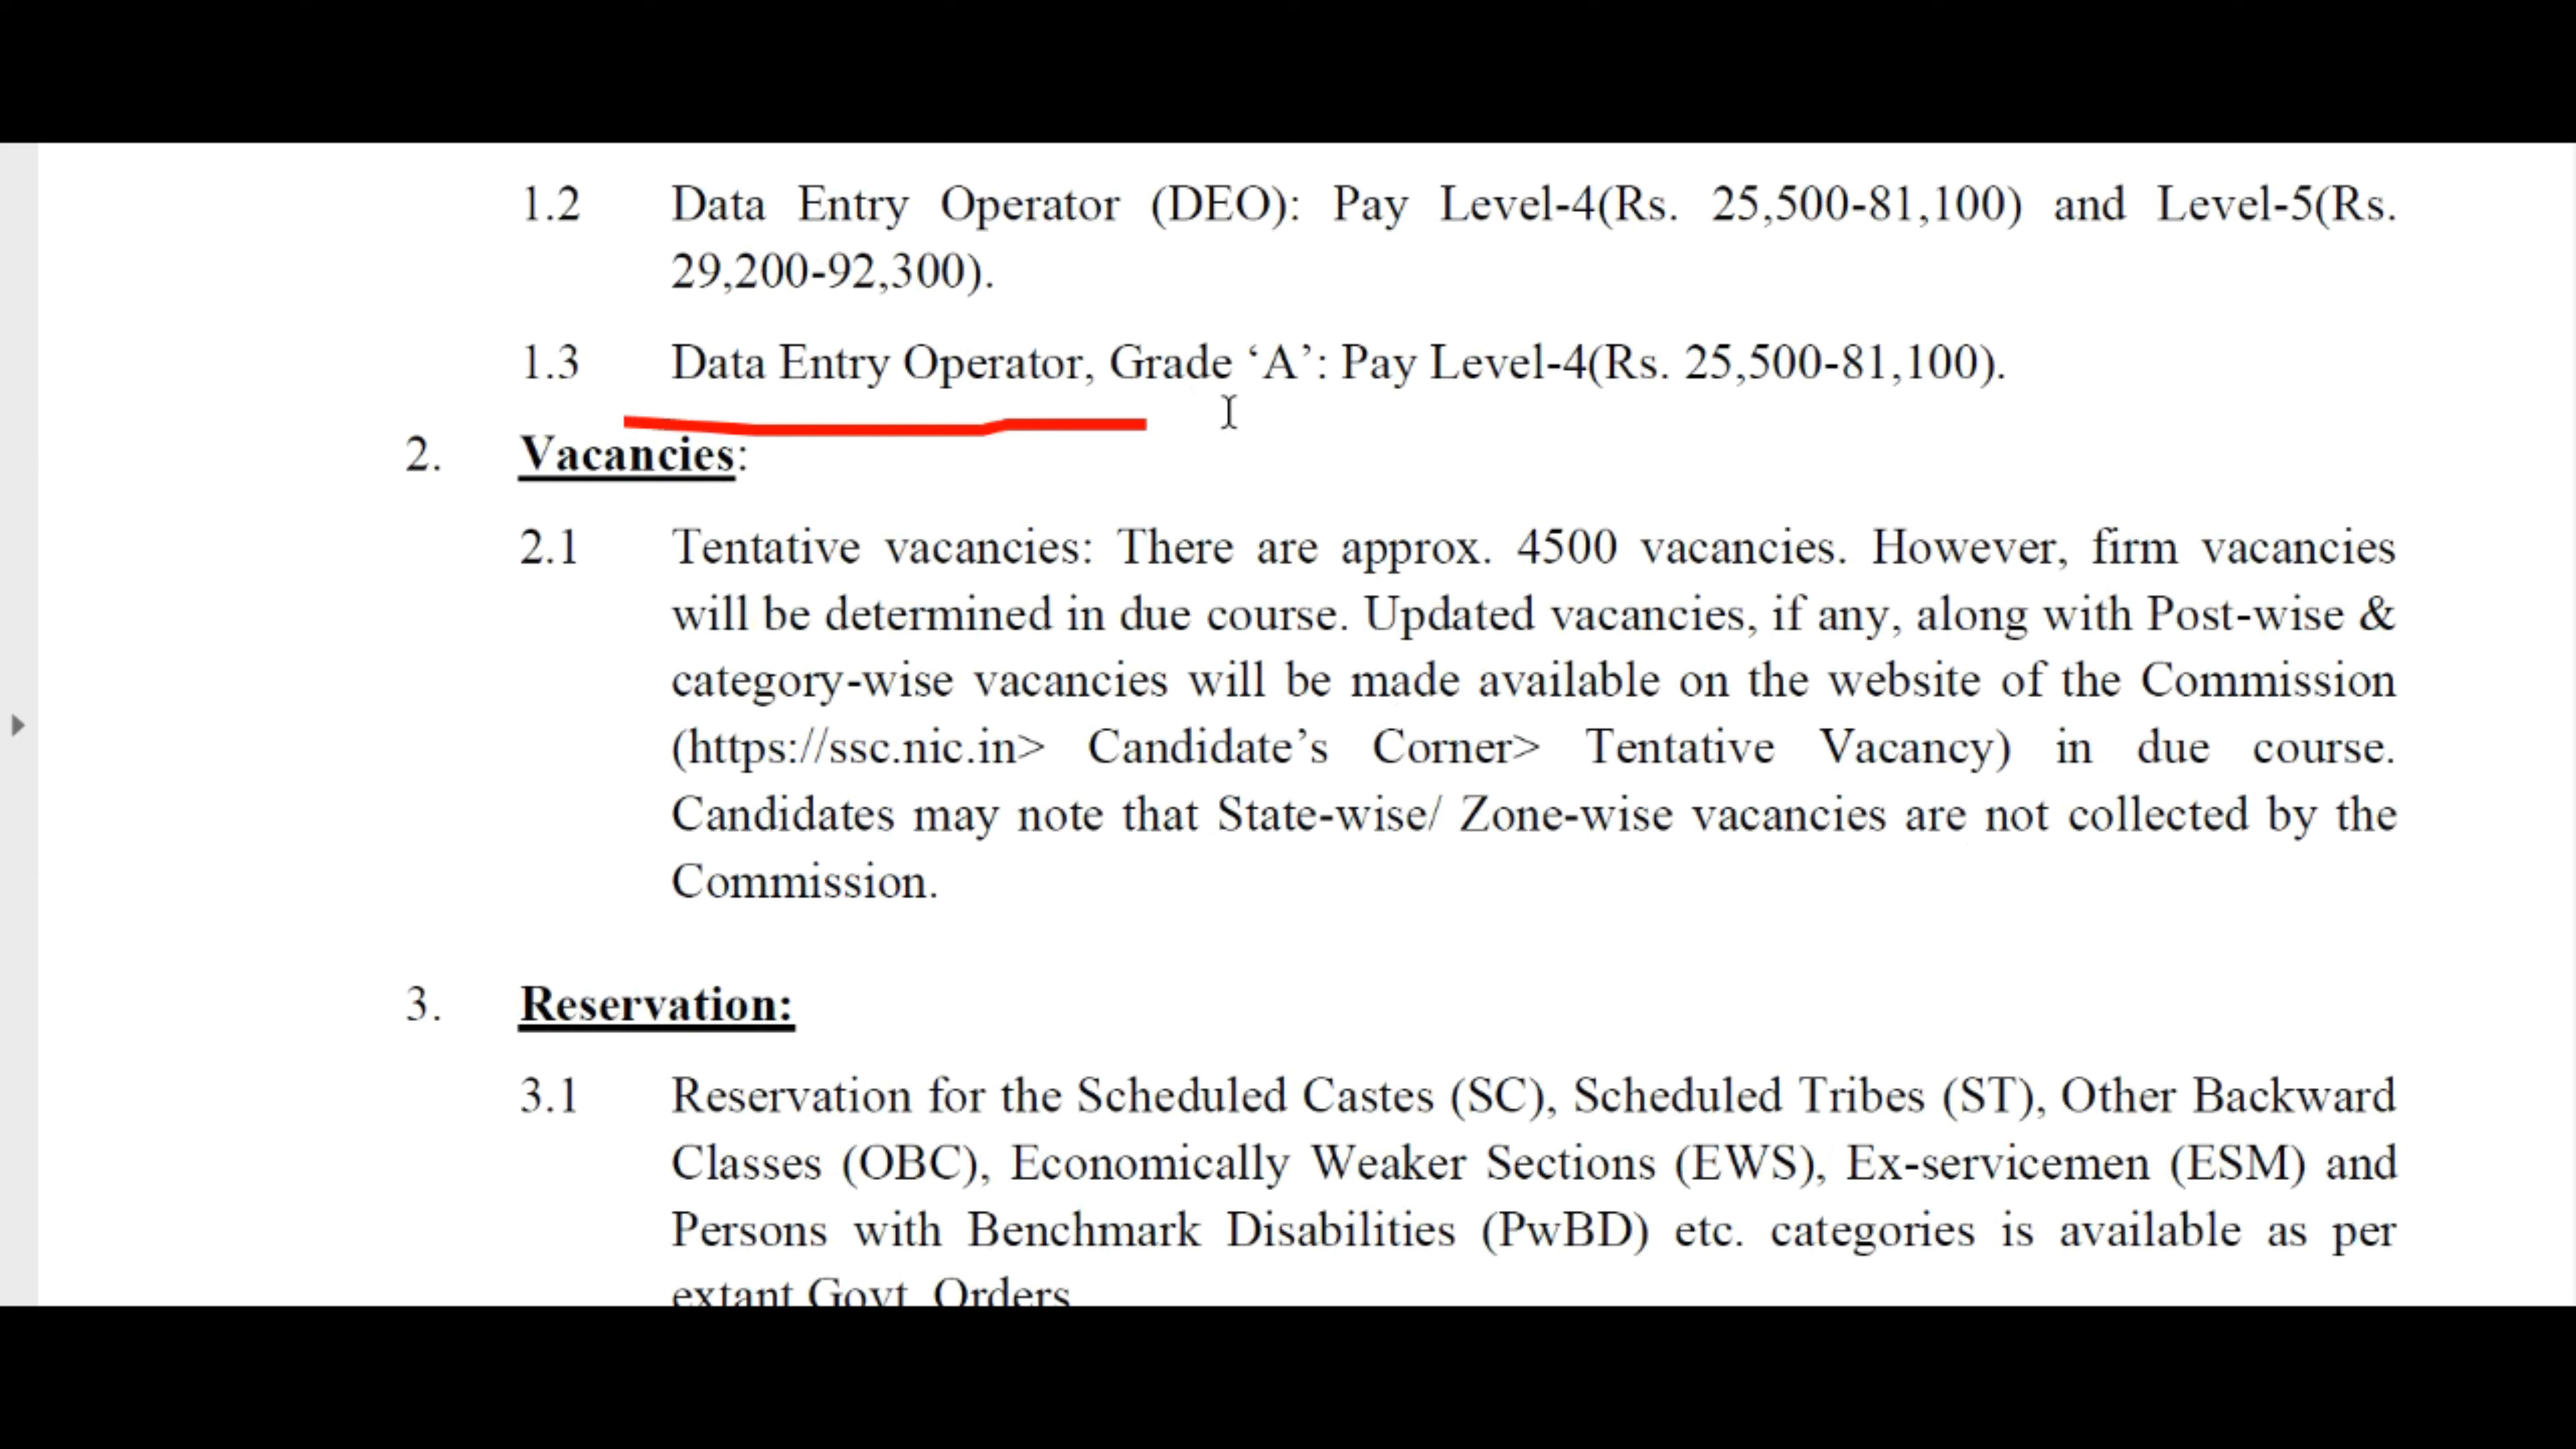 1.2 Data Entry Operator (DEO): Pay Level-4(Rs. 25,500-81,100) and Level-5(Rs.
29,200-92,300).
1.3 Data Entry Operator, Grade ‘A’: Pay Level-4(Rs. 25,500-81,100).
2. Vacancies:
2.1 Tentative vacancies: There are approx. 4500 vacancies. However, firm vacancies
will be determined in due course. Updated vacancies, if any, along with Post-wise &
category-wise vacancies will be made available on the website of the Commission
(https://ssc.nic.in> Candidate’s Corner> Tentative Vacancy) in due course.
Candidates may note that State-wise/ Zone-wise vacancies are not collected by the
Commission.
3. Reservation:
3.1 Reservation for the Scheduled Castes (SC), Scheduled Tribes (ST), Other Backward
Classes (OBC), Economically Weaker Sections (EWS), Ex-servicemen (ESM) and
Persons with Benchmark Disabilities (PwBD) etc. categories is available as per
extant Govt. Orders